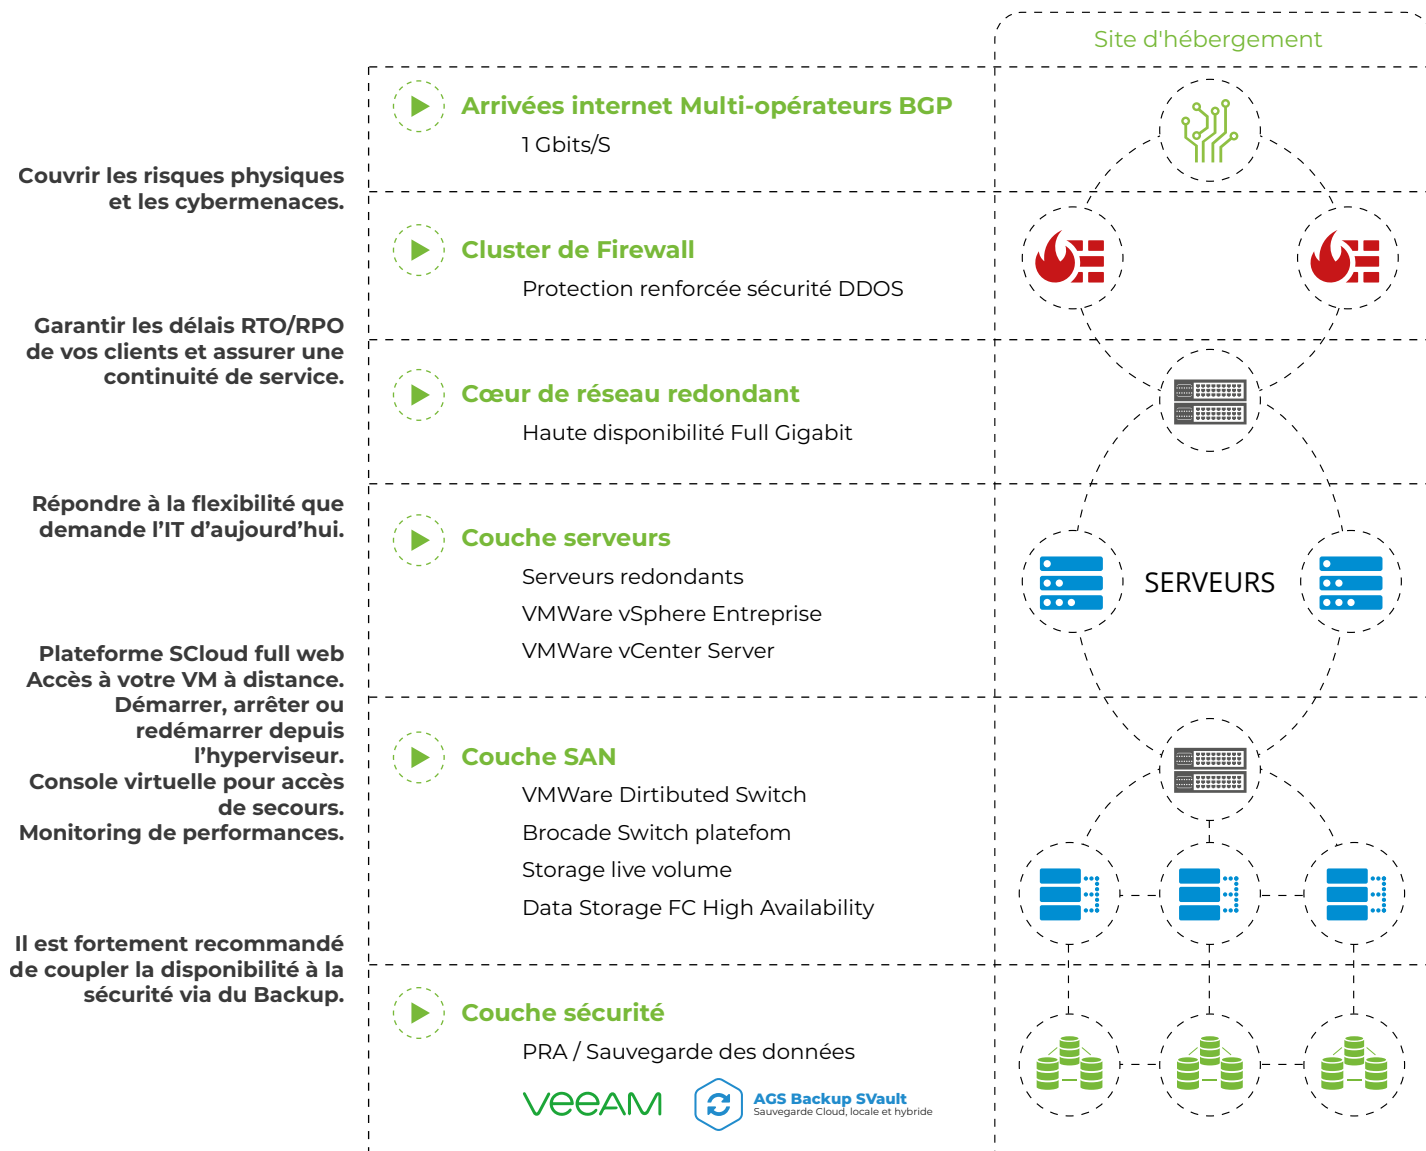 Site d'hébergement
Couvrir les risques physiques
et les cybermenaces.
Garantir les délais RTO/RPO
de vos clients et assurer une
continuité de service.
Répondre à la flexibilité que
demande l'IT d'aujourd'hui.
Plateforme SCloud full web
Accès à votre VM à distance.
Démarrer, arrêter ou
redémarrer depuis
l'hyperviseur.
Console virtuelle pour accès
de secours.
Monitoring de performances.
Il est fortement recommandé
de coupler la disponibilité à la
sécurité via du Backup.
Arrivées internet Multi-opérateurs BGP
1 Gbits/S
Cluster de Firewall
Protection renforcée sécurité DDOS
Cœur de réseau redondant
Haute disponibilité Full Gigabit
Couche serveurs
Serveurs redondants
VMWare vSphere Entreprise
VMWare vCenter Server
Couche SAN
VMWare Dirtibuted Switch
Brocade Switch platefom
Storage live volume
Data Storage FC High Availability
Couche sécurité
PRA / Sauvegarde des données
veeAM
AGS Backup SVault
Sauvegarde Cloud, locale et hybride
SERVEURS